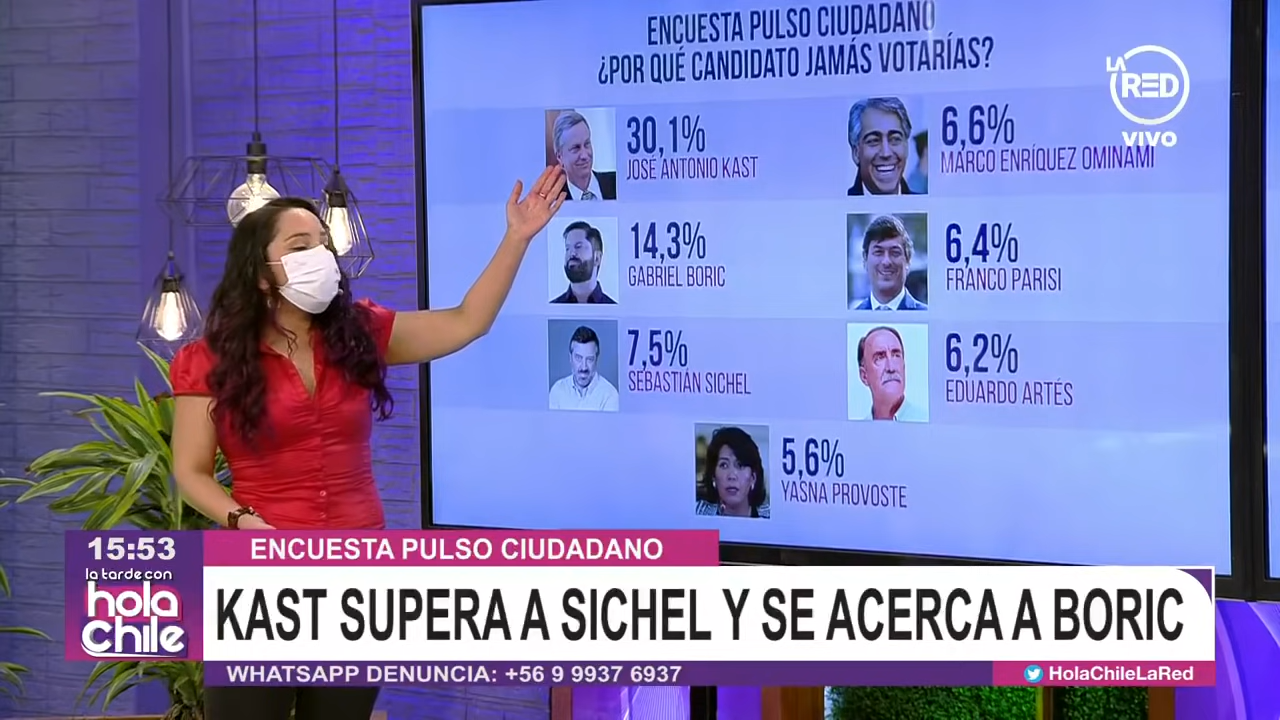 ENCUESTA PULSO CIUDADANO
¿POR QUÉ CANDIDATO JAMÁS VOTARÍAS?
LA RED
VIVO
30,1%
JOSÉ ANTONIO KAST
6,6%
MARCO ENRÍQUEZ OMINAMI
14,3%
GABRIEL BORIC
6,4%
FRANCO PARISI
7,5%
SEBASTIÁN SICHEL
6,2%
EDUARDO ARTÉS
5,6%
YASNA PROVOSTE
15:53
la tarde con
hola
Chile
ENCUESTA PULSO CIUDADANO
KAST SUPERA A SICHEL Y SE ACERCA A BORIC
WHATSAPP DENUNCIA: +56 9 9937 6937
HolaChileLaRed